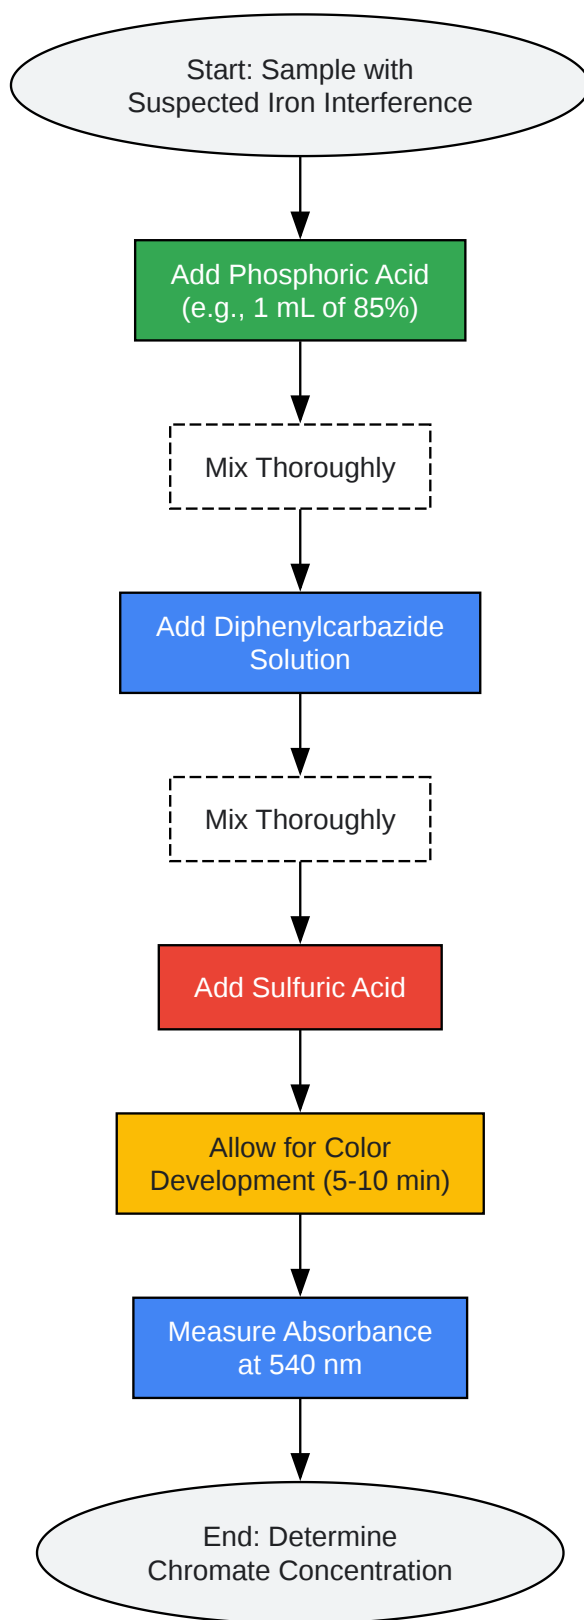 Start: Sample with
Suspected Iron Interference
Add Phosphoric Acid
(e.g., 1 mL of 85%)
Mix Thoroughly
Add Diphenylcarbazide
Solution
Mix Thoroughly
Add Sulfuric Acid
Allow for Color
Development (5-10 min)
Measure Absorbance
at 540 nm
End: Determine
Chromate Concentration